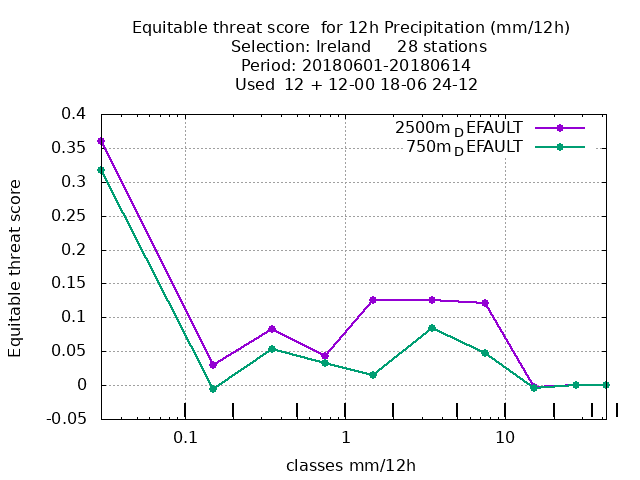 Equitable threat score  for 12h Precipitation (mm/12h)
Selection: Ireland     28 stations
Period: 20180601-20180614
Used  12 + 12-00 18-06 24-12
2500m_DEFAULT
750m_DEFAULT
Equitable threat score
0.4
0.35
0.3
0.25
0.2
0.15
0.1
0.05
0
-0.05
0.1
1
10
classes mm/12h